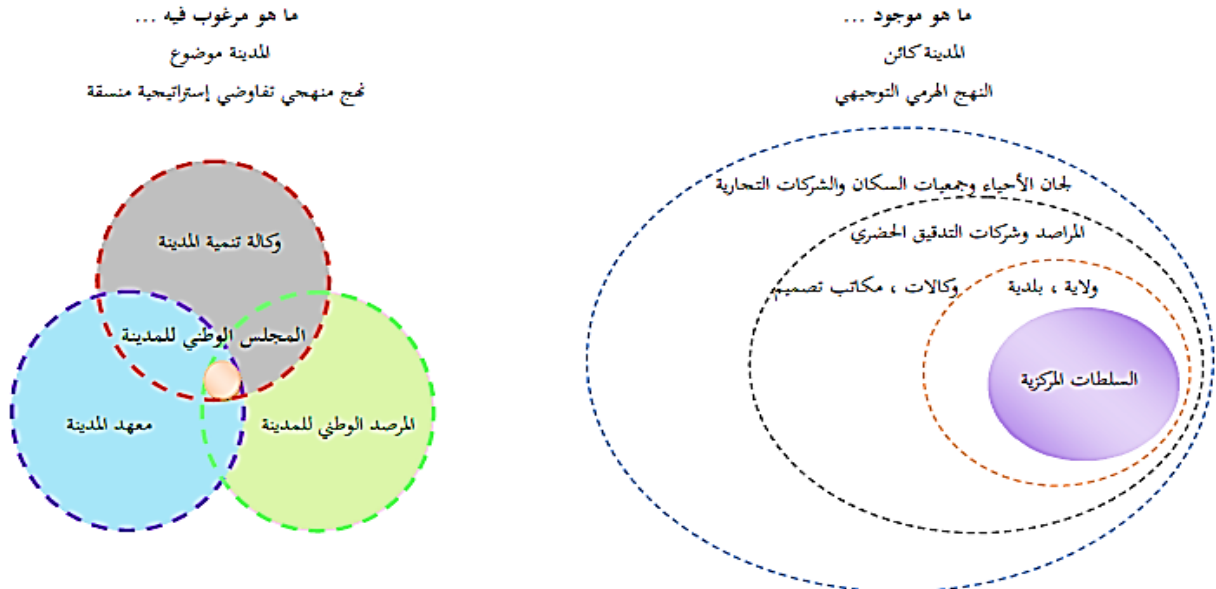 ما هو موجود ...
المدينة كائن
النهج الهرمي التوجيهي
لجان الأحياء وجمعيات السكان والشركات التجارية
المراصد وشركات التدقيق الحضري
ولاية ، بلدية
وكالات ، مكاتب تصميم
السلطات المركزية
ما هو مرغوب فيه ...
المدينة موضوع
نهج منهجي تفاوضي إستراتيجية منسقة
وكالة تنمية المدينة
المجلس الوطني للمدينة
المرصد الوطني للمدينة
معهد المدينة